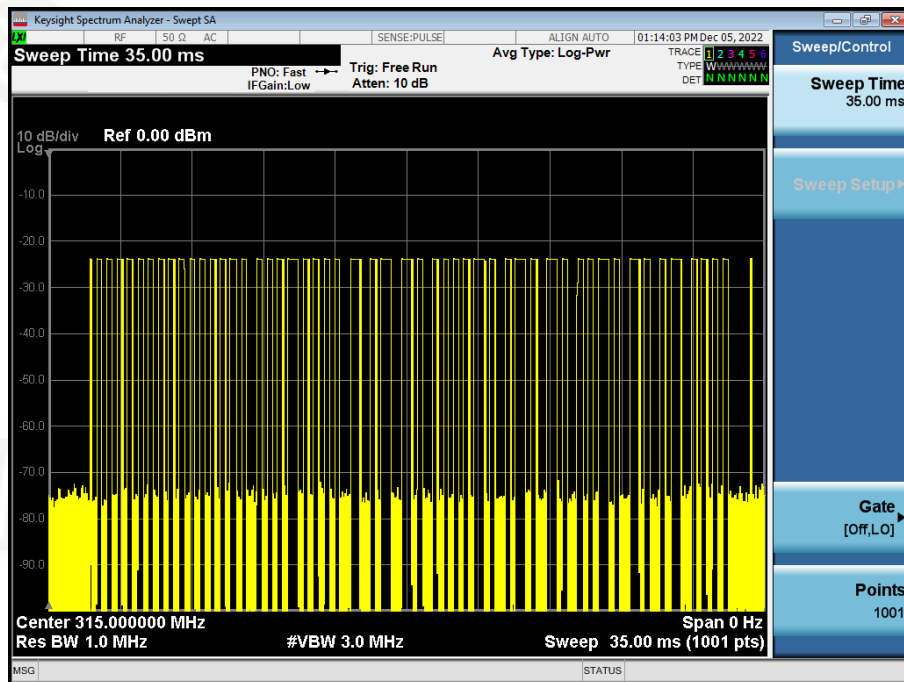 Keysight Spectrum Analyzer - Swept SA
LXI RF 50 Ω AC SENSE:PULSE ALIGN AUTO 01:14:03 PM Dec 05, 2022
Sweep Time 35.00 ms
PNO: Fast
IFGain:Low
Trig: Free Run
Atten: 10 dB
Avg Type: Log-Pwr
TRACE 1 2 3 4 5 6
TYPE WWWWWW
DET N N N N N N
10 dB/div Ref 0.00 dBm
Log
-10.0
-20.0
-30.0
-40.0
-50.0
-60.0
-70.0
-80.0
-90.0
Center 315.000000 MHz Span 0 Hz
Res BW 1.0 MHz #VBW 3.0 MHz Sweep 35.00 ms (1001 pts)
MSG STATUS
Sweep/Control
Sweep Time
35.00 ms
Sweep Setup
Gate
[Off,LO]
Points
1001